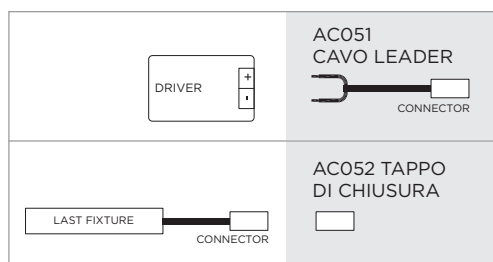 DRIVER
+
-
AC051
CAVO LEADER
CONNECTOR
LAST FIXTURE
CONNECTOR
AC052 TAPPO
DI CHIUSURA